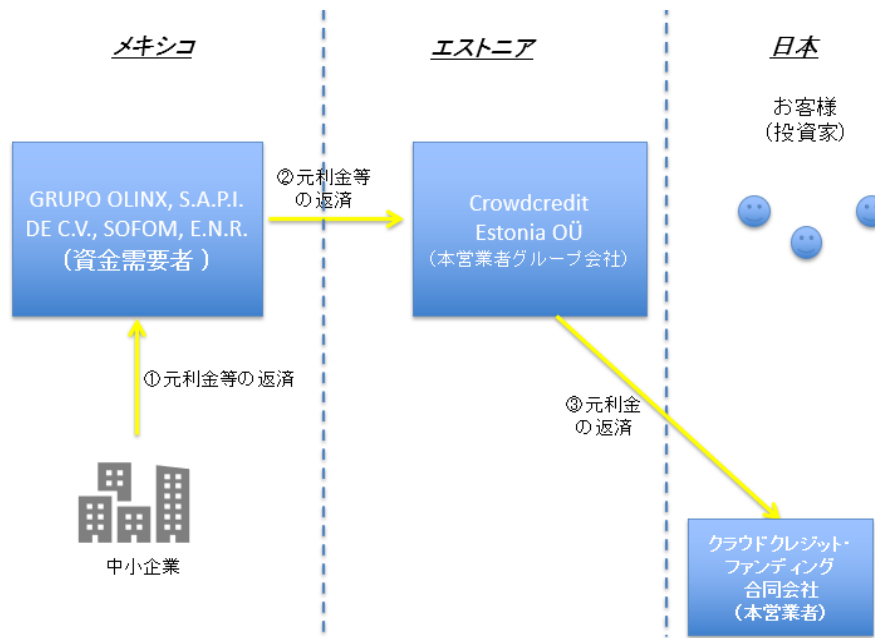 メキシコ
エストニア
日本
お客様
（投資家）
GRUPO OLINX, S.A.P.I.
DE C.V., SOFOM, E.N.R.
（資金需要者 ）
②元利金等
の返済
Crowdcredit
Estonia OÜ
（本営業者グループ会社）
①元利金等の返済
③元利金
の返済
中小企業
クラウドクレジット・
ファンディング
合同会社
（本営業者）